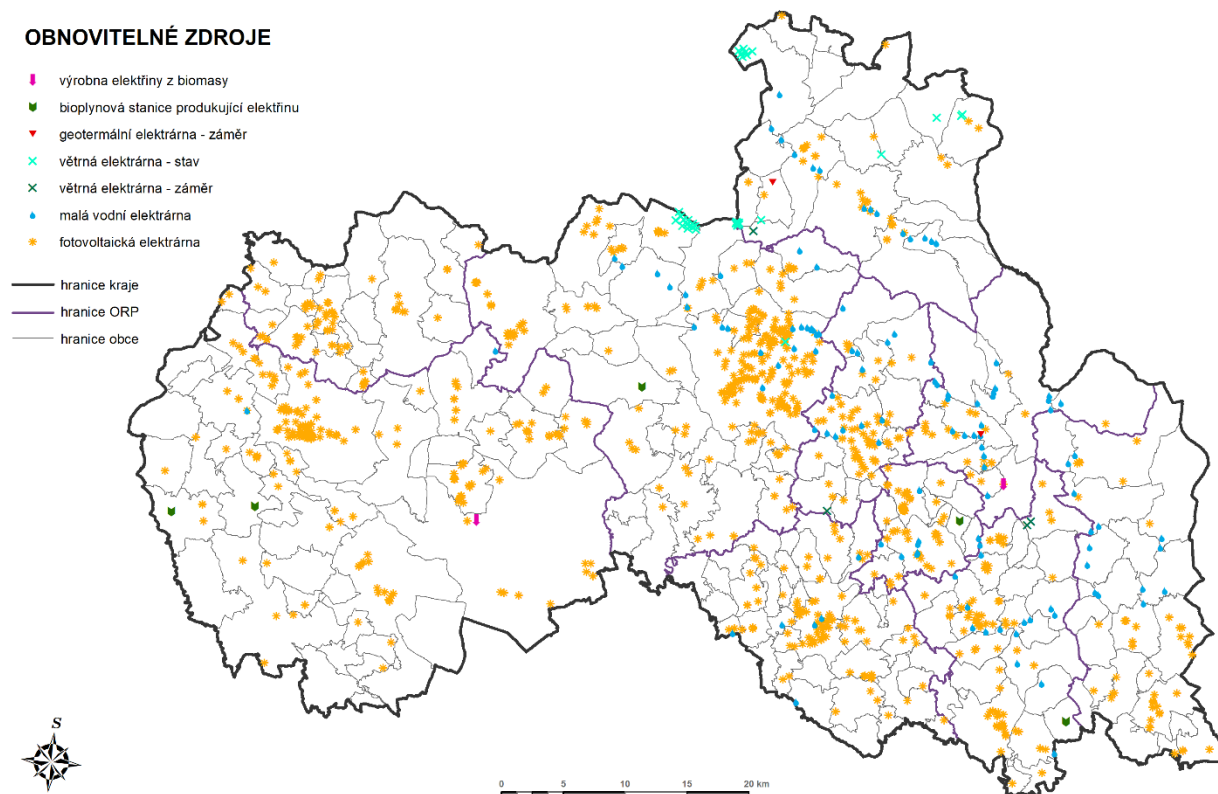 OBNOVITELNÉ ZDROJE
výrobna elektřiny z biomasy
bioplynová stanice produkující elektřinu
geotermální elektrárna - záměr
větrná elektrárna - stav
větrná elektrárna - záměr
malá vodní elektrárna
fotovoltaická elektrárna
hranice kraje
hranice ORP
hranice obce
S
0 5 10 15 20 km